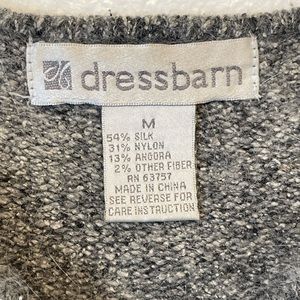 dressbarn
M
54% SILK
31% NYLON
13% ANGORA
2% OTHER FIBER
RN 63757
MADE IN CHINA
SEE REVERSE FOR
CARE INSTRUCTION